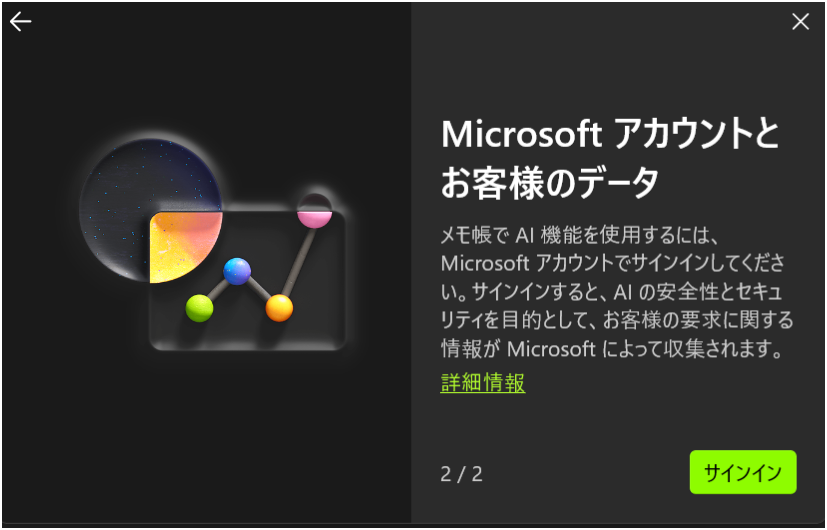 Microsoft アカウントと
お客様のデータ
メモ帳で AI 機能を使用するには、
Microsoft アカウントでサインインしてくださ
い。サインインすると、AI の安全性とセキュ
リティを目的として、お客様の要求に関する
情報が Microsoft によって収集されます。
詳細情報
2 / 2
サインイン